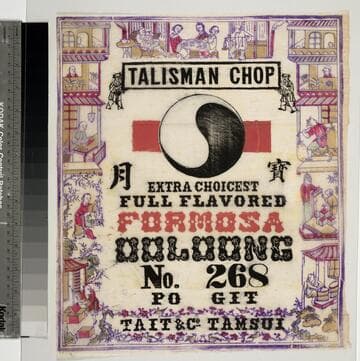 TALISMAN CHOP
月 寶
EXTRA CHOICEST
FULL FLAVORED
FORMOSA
OOLOONG
No. 268
PO GIT
TAIT & Co. TAMSUI